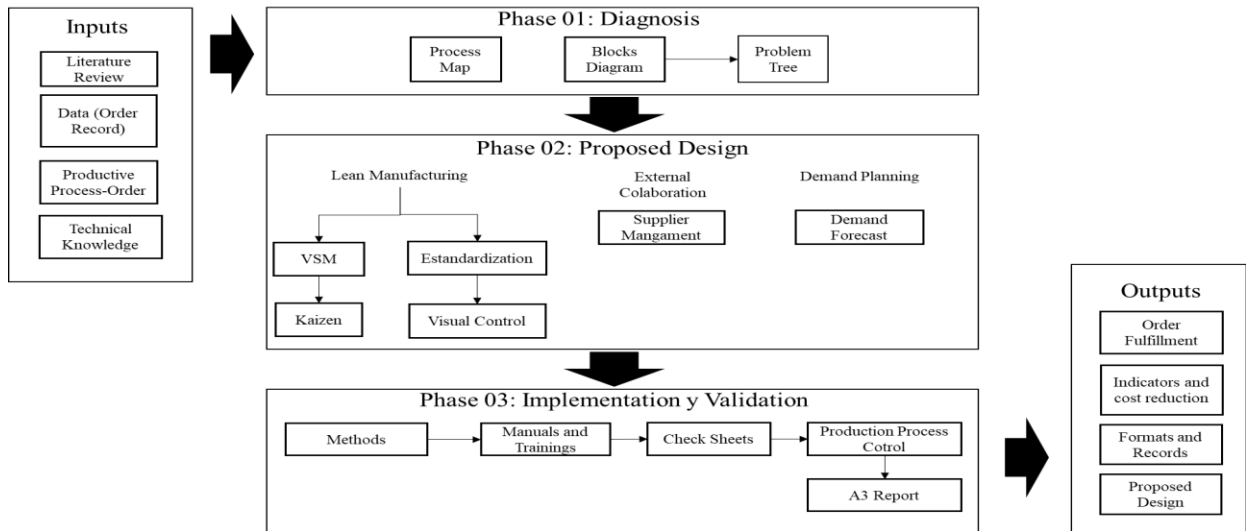 Inputs
Literature
Review
Data (Order
Record)
Productive
Process-Order
Technical
Knowledge
Phase 01: Diagnosis
Process
Map
Blocks
Diagram
Problem
Tree
Phase 02: Proposed Design
Lean Manufacturing
VSM
Kaizen
Estandardization
Visual Control
External
Colaboration
Supplier
Mangament
Demand Planning
Demand
Forecast
Phase 03: Implementation y Validation
Methods
Manuals and
Trainings
Check Sheets
Production Process
Cotrol
A3 Report
Outputs
Order
Fulfillment
Indicators and
cost reduction
Formats and
Records
Proposed
Design